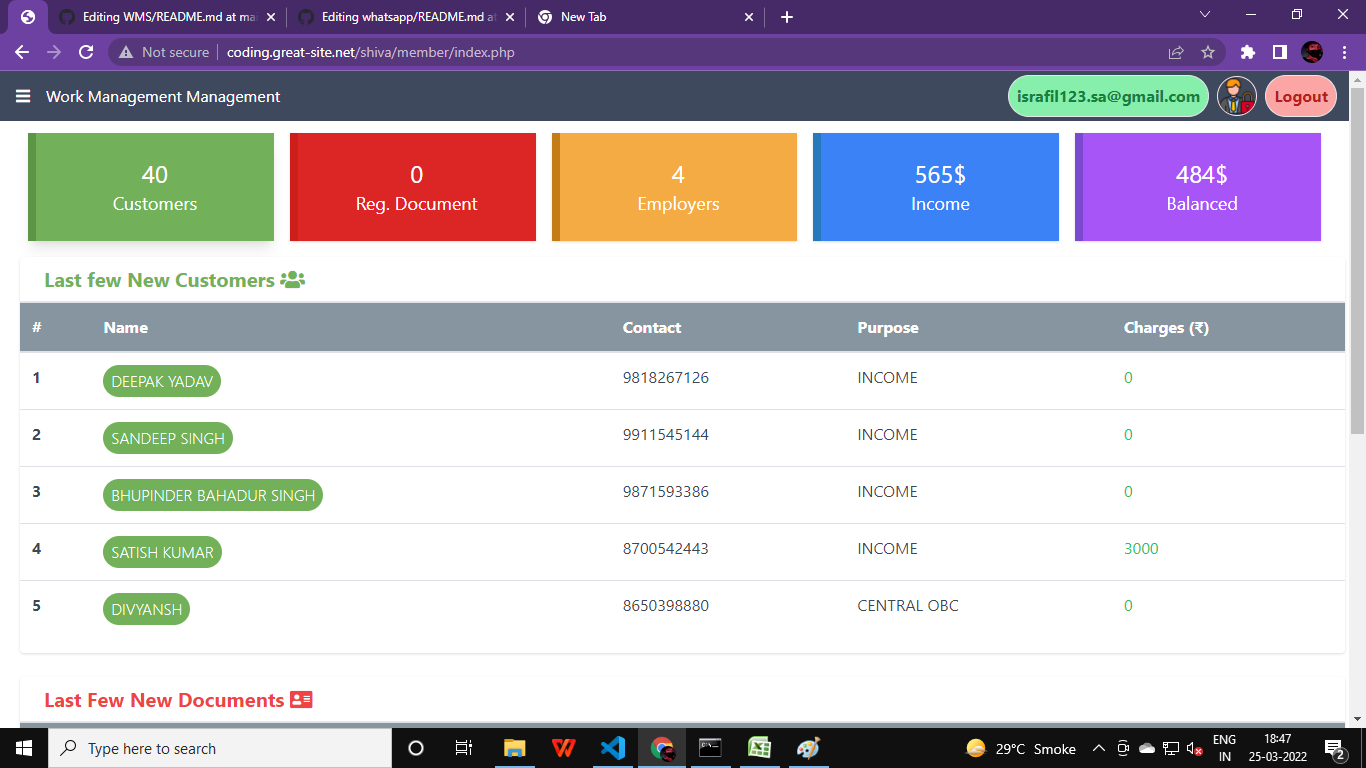 Editing WMS/README.md at ma
Editing whatsapp/README.md at
New Tab
Not secure
coding.great-site.net/shiva/member/index.php
Work Management Management
israfil123.sa@gmail.com
Logout
40
Customers
0
Reg. Document
4
Employers
565$
Income
484$
Balanced
Last few New Customers
# Name Contact Purpose Charges (₹)
1 DEEPAK YADAV 9818267126 INCOME 0
2 SANDEEP SINGH 9911545144 INCOME 0
3 BHUPINDER BAHADUR SINGH 9871593386 INCOME 0
4 SATISH KUMAR 8700542443 INCOME 3000
5 DIVYANSH 8650398880 CENTRAL OBC 0
Last Few New Documents
Type here to search
29°C Smoke
ENG
IN
18:47
25-03-2022
2